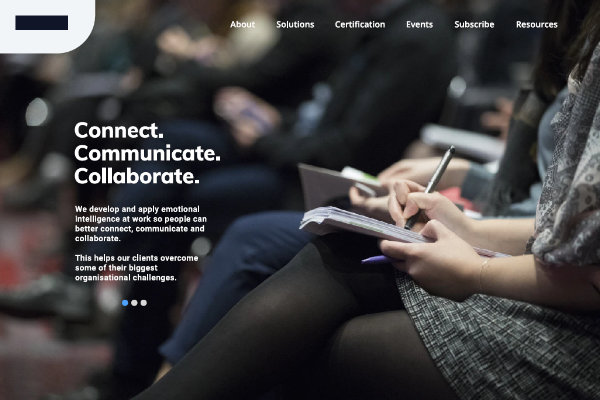 About Solutions Certification Events Subscribe Resources
Connect.
Communicate.
Collaborate.
We develop and apply emotional
intelligence at work so people can
better connect, communicate and
collaborate.
This helps our clients overcome
some of their biggest
organisational challenges.